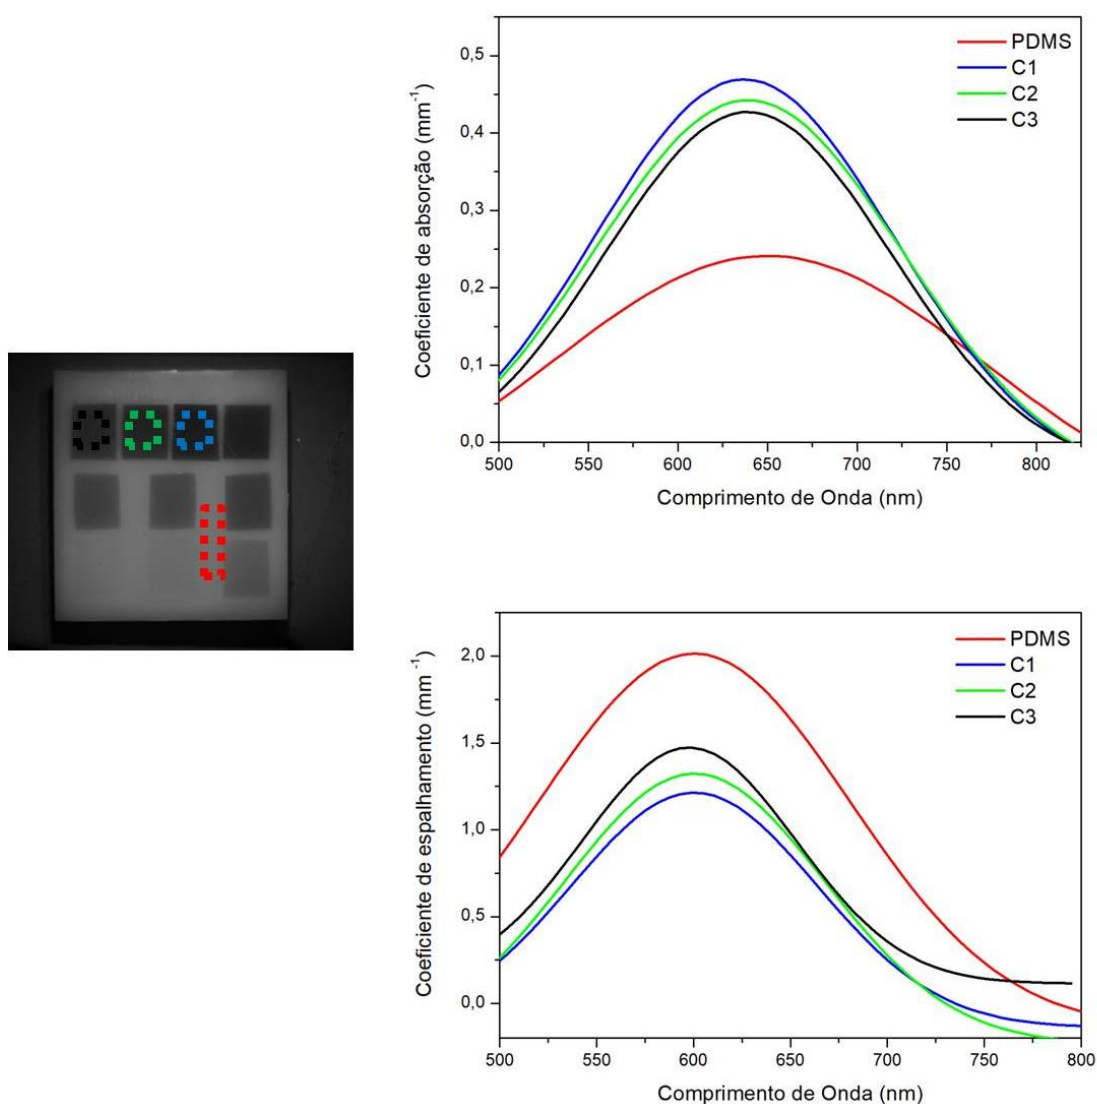 0,5
0,4
0,3
0,2
0,1
0,0
Coeficiente de absorção (mm⁻¹)
PDMS
C1
C2
C3
500 550 600 650 700 750 800
Comprimento de Onda (nm)
2,0
1,5
1,0
0,5
0,0
Coeficiente de espalhamento (mm⁻¹)
PDMS
C1
C2
C3
500 550 600 650 700 750 800
Comprimento de Onda (nm)